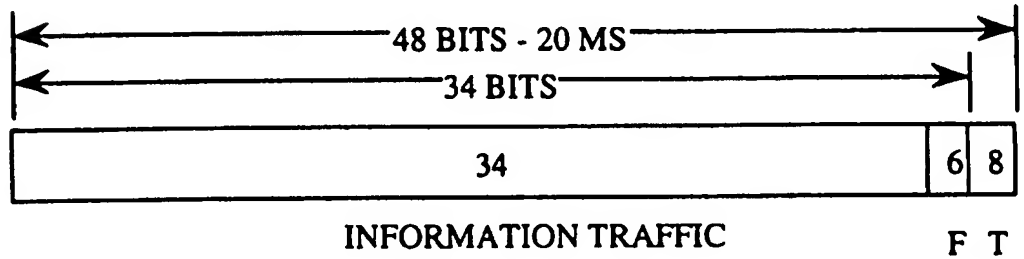 48 BITS - 20 MS
34 BITS
34 6 8
INFORMATION TRAFFIC F T